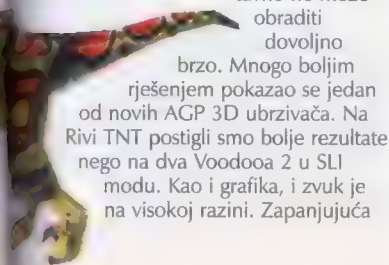 obraditi
dovoljno
brzo. Mnogo boljim
rješenjem pokazao se jedan
od novih AGP 3D ubrzivača. Na
Rivi TNT postigli smo bolje rezultate
nego na dva Voodooa 2 u SLI
modu. Kao i grafika, i zvuk je
na visokoj razini. Zapanjujuća